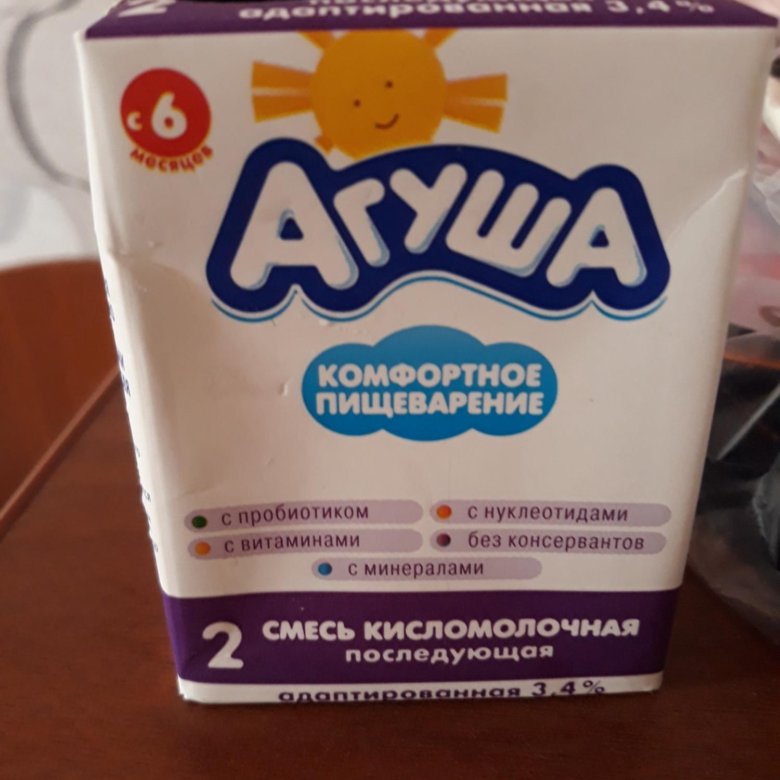 адаптированная 3,4%
с 6
месяцев
АГУША
КОМФОРТНОЕ
ПИЩЕВАРЕНИЕ
с пробиотиком
с нуклеотидами
с витаминами
без консервантов
с минералами
2 СМЕСЬ КИСЛОМОЛОЧНАЯ
последующая
адаптированная 3,4%